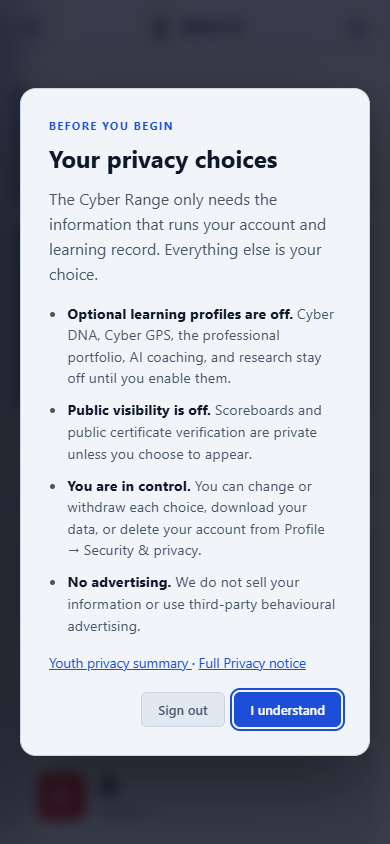 BEFORE YOU BEGIN
Your privacy choices
The Cyber Range only needs the
information that runs your account and
learning record. Everything else is your
choice.
• Optional learning profiles are off. Cyber
DNA, Cyber GPS, the professional
portfolio, AI coaching, and research stay
off until you enable them.
• Public visibility is off. Scoreboards and
public certificate verification are private
unless you choose to appear.
• You are in control. You can change or
withdraw each choice, download your
data, or delete your account from Profile
→ Security & privacy.
• No advertising. We do not sell your
information or use third-party behavioural
advertising.
Youth privacy summary · Full Privacy notice
Sign out I understand